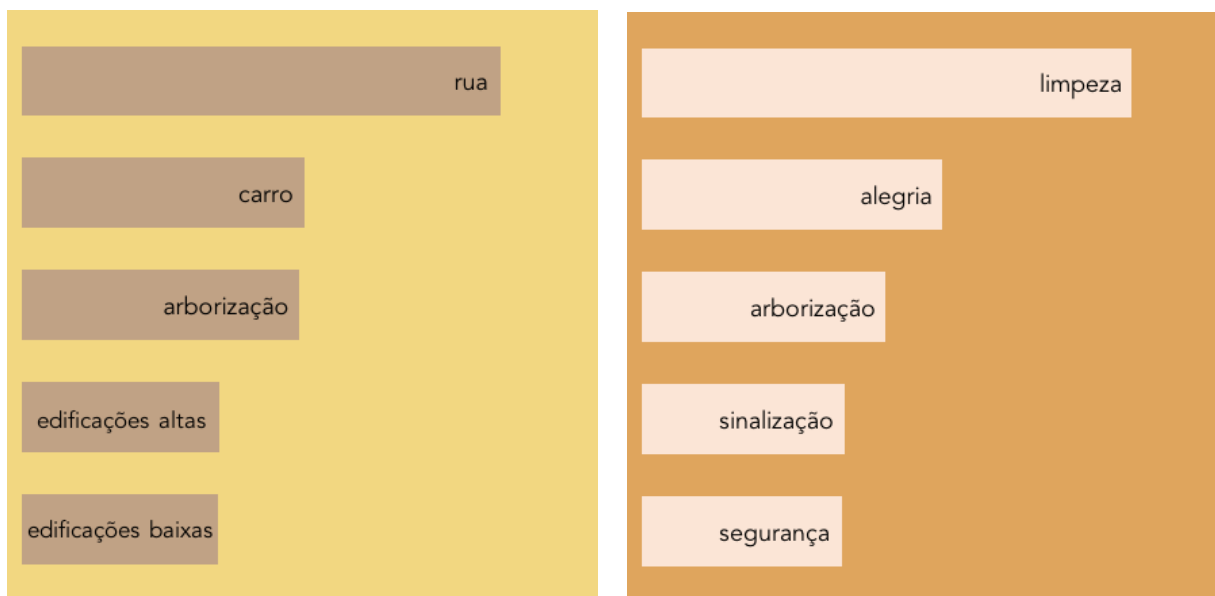 rua
carro
arborização
edificações altas
edificações baixas
limpeza
alegria
arborização
sinalização
segurança